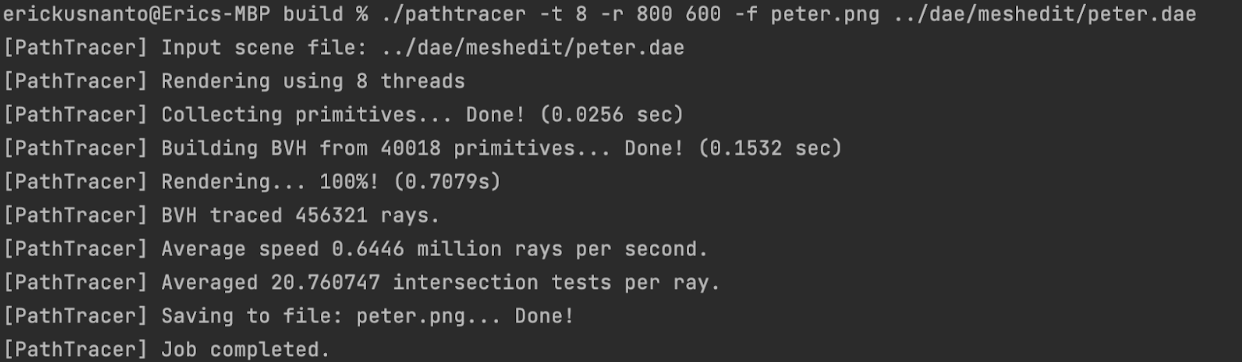 erickusnanto@Erics-MBP build % ./pathtracer -t 8 -r 800 600 -f peter.png ../dae/meshedit/peter.dae
[PathTracer] Input scene file: ../dae/meshedit/peter.dae
[PathTracer] Rendering using 8 threads
[PathTracer] Collecting primitives... Done! (0.0256 sec)
[PathTracer] Building BVH from 40018 primitives... Done! (0.1532 sec)
[PathTracer] Rendering... 100%! (0.7079s)
[PathTracer] BVH traced 456321 rays.
[PathTracer] Average speed 0.6446 million rays per second.
[PathTracer] Averaged 20.760747 intersection tests per ray.
[PathTracer] Saving to file: peter.png... Done!
[PathTracer] Job completed.